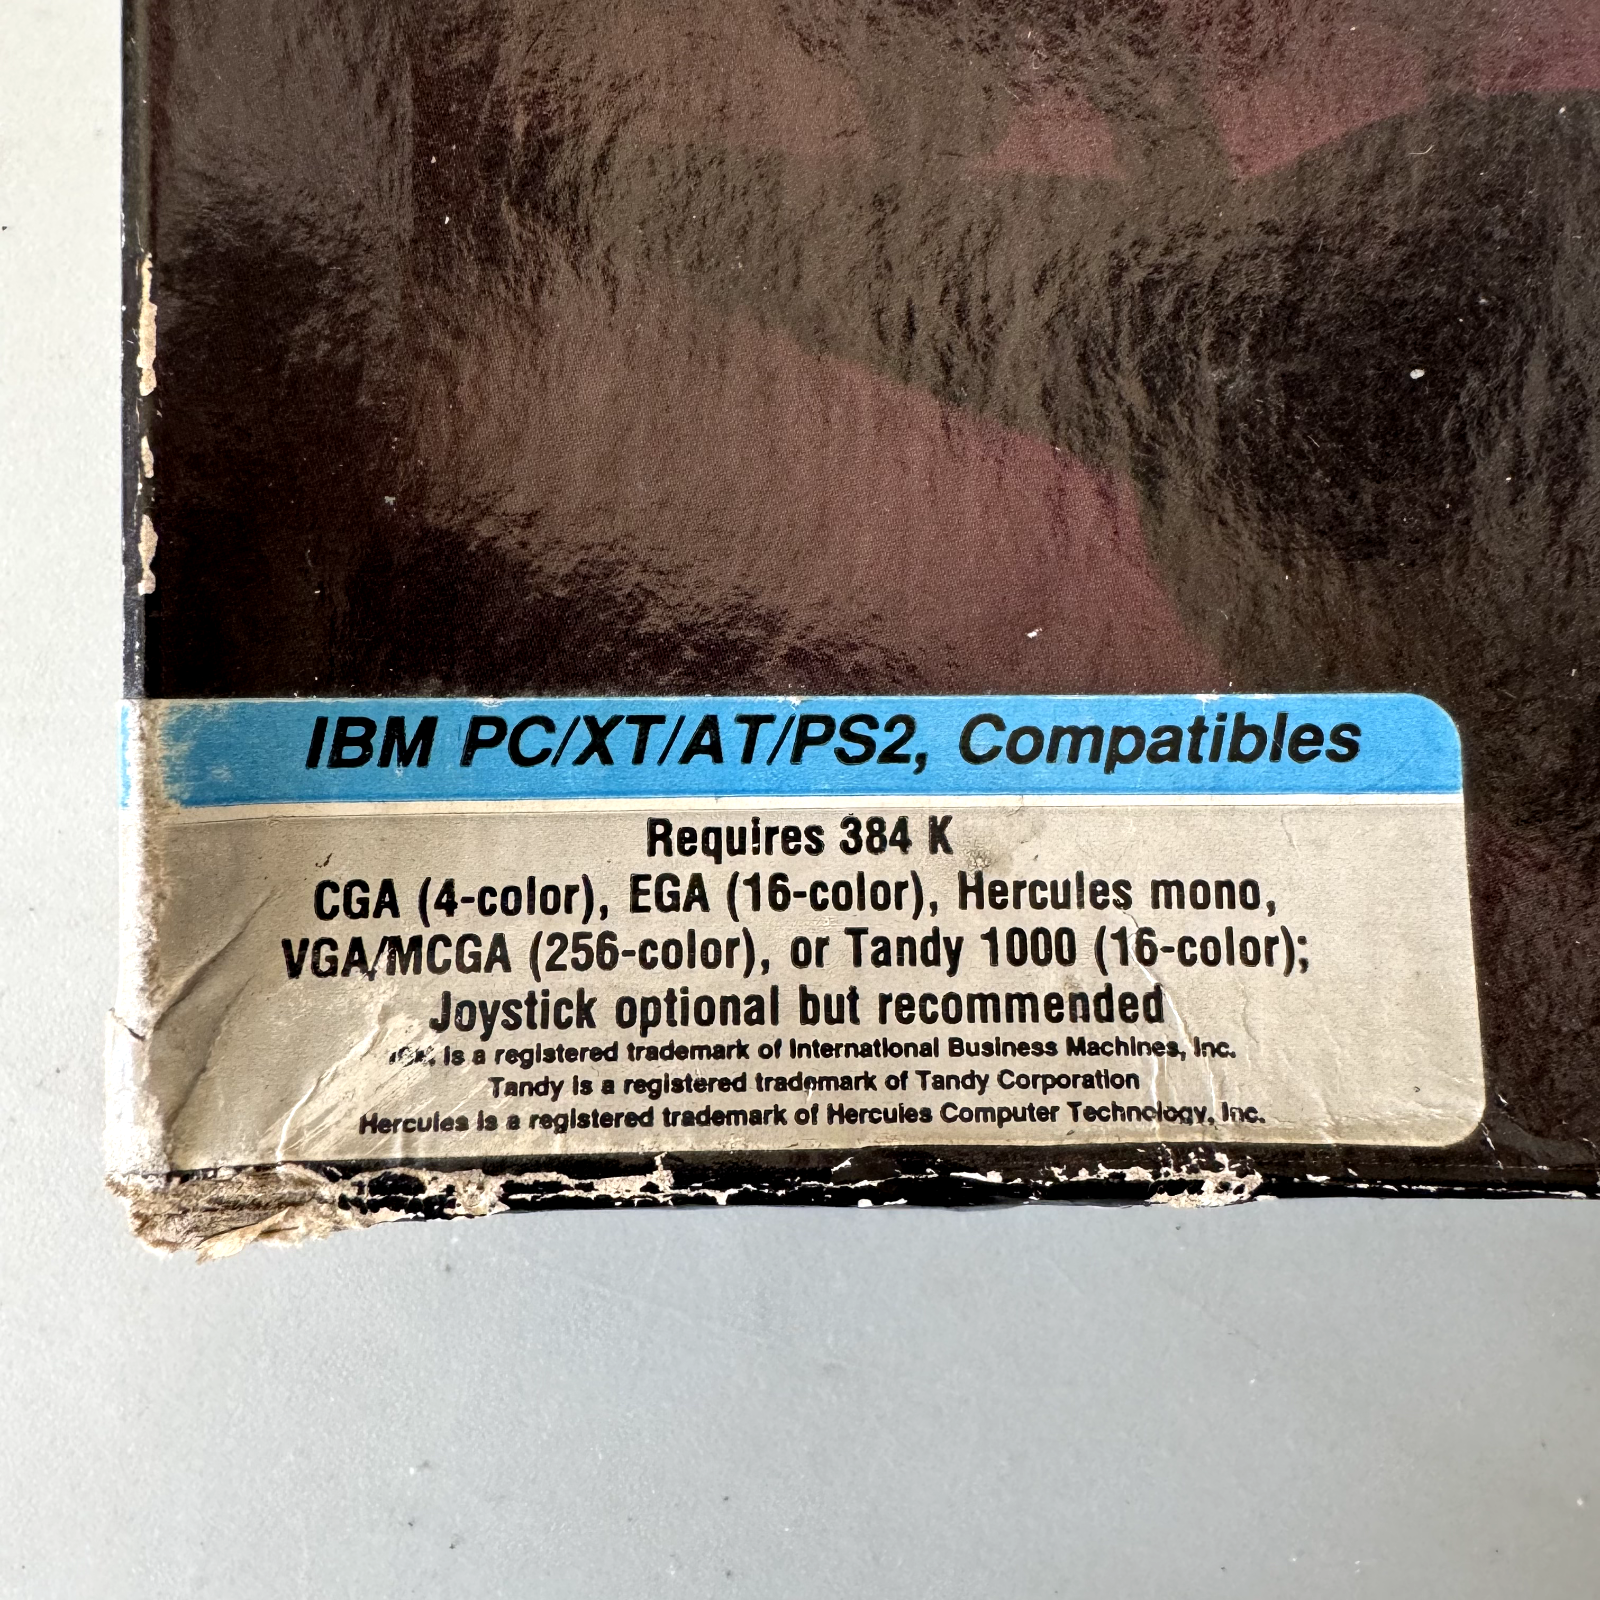 IBM PC/XT/AT/PS2, Compatibles
Requires 384 K
CGA (4-color), EGA (16-color), Hercules mono,
VGA/MCGA (256-color), or Tandy 1000 (16-color);
Joystick optional but recommended
IBM is a registered trademark of International Business Machines, Inc.
Tandy is a registered trademark of Tandy Corporation
Hercules is a registered trademark of Hercules Computer Technology, Inc.